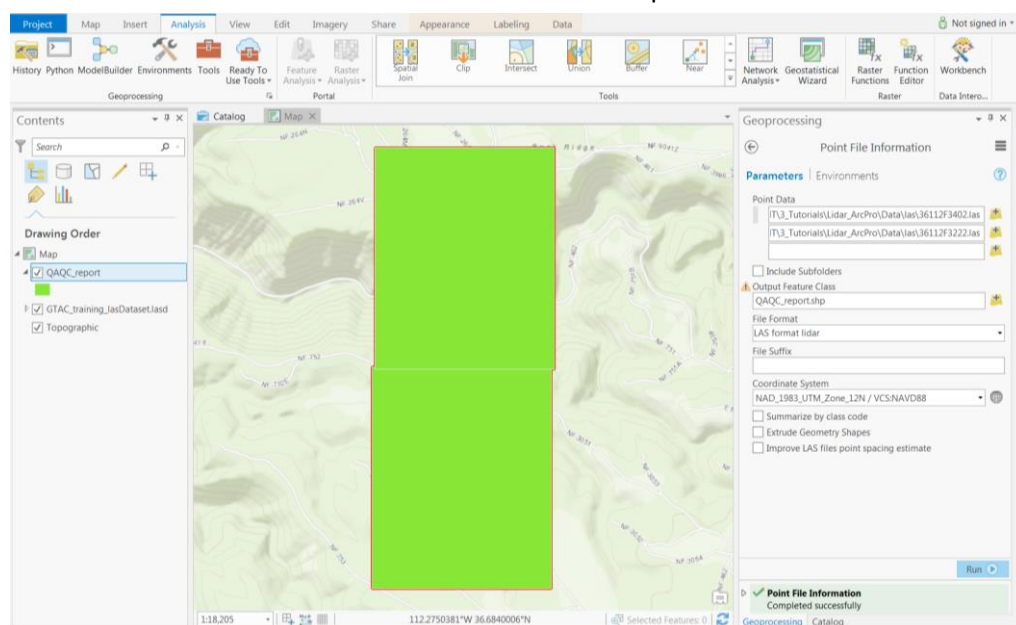 Project Map Insert Analysis View Edit Imagery Share Appearance Labeling Data Not signed in
History Python ModelBuilder Environments Tools Ready To Use Tools Feature Analysis Raster Analysis Spatial Join Clip Intersect Union Buffer Near Network Analysis Geostatistical Wizard Raster Functions Function Editor Workbench
Geoprocessing Portal Tools Raster Data Intero...
Contents
Search
Drawing Order
Map
QAQC_report
GTAC_training_lasDataset.lasd
Topographic
Catalog Map
NF 264V
NF 762
NF 753
1:18,205 112.2750381°W 36.6840006°N Selected Features: 0
Geoprocessing
Point File Information
Parameters Environments
Point Data
IT\3_Tutorials\Lidar_ArcPro\Data\las\36112F3402.las
IT\3_Tutorials\Lidar_ArcPro\Data\las\36112F3222.las
Include Subfolders
Output Feature Class
QAQC_report.shp
File Format
LAS format lidar
File Suffix
Coordinate System
NAD_1983_UTM_Zone_12N / VCS:NAVD88
Summarize by class code
Extrude Geometry Shapes
Improve LAS files point spacing estimate
Run
Point File Information
Completed successfully
Geoprocessing Catalog